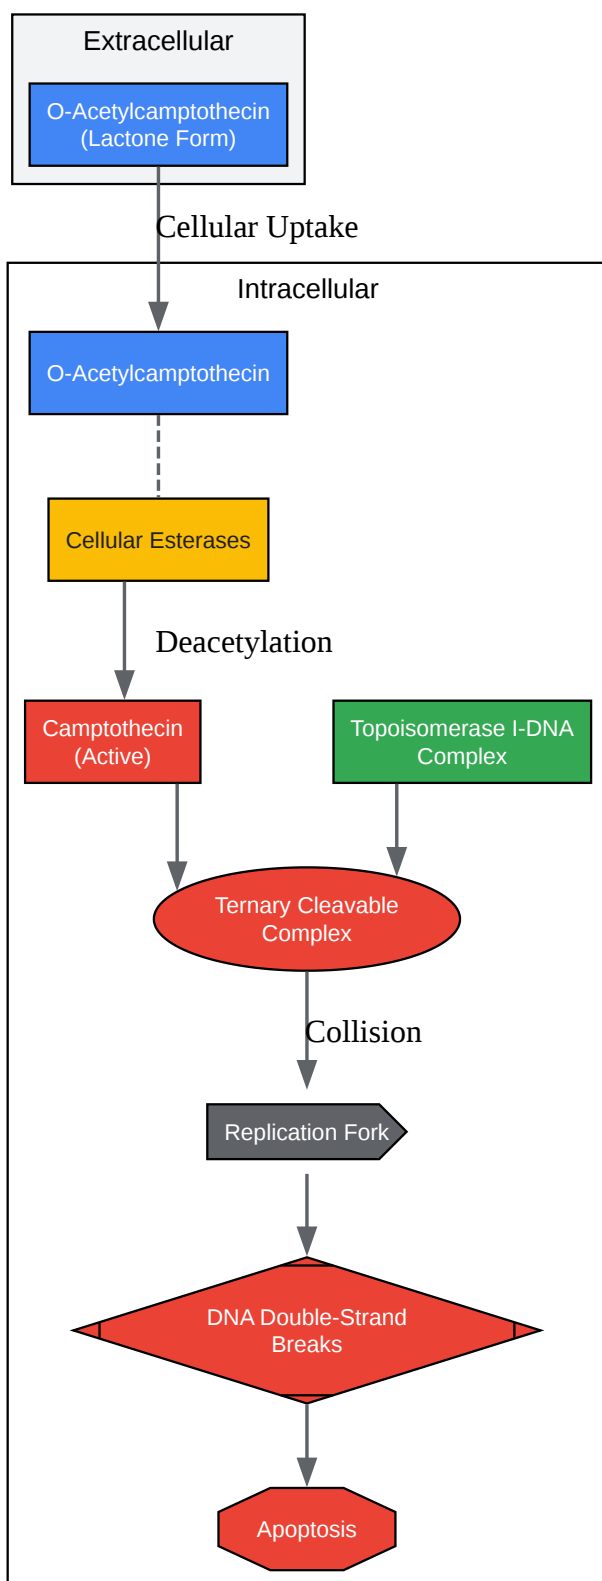 Extracellular
O-Acetylcamptothecin
(Lactone Form)
Cellular Uptake
Intracellular
O-Acetylcamptothecin
Cellular Esterases
Deacetylation
Camptothecin
(Active)
Topoisomerase I-DNA
Complex
Ternary Cleavable
Complex
Collision
Replication Fork
DNA Double-Strand
Breaks
Apoptosis